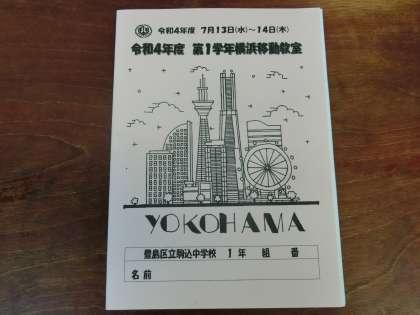 令和4年度 7月13日(水)~14日(木)
令和4年度 第1学年横浜移動教室
YOKOHAMA
豊島区立駒込中学校 1年 組 番
名前